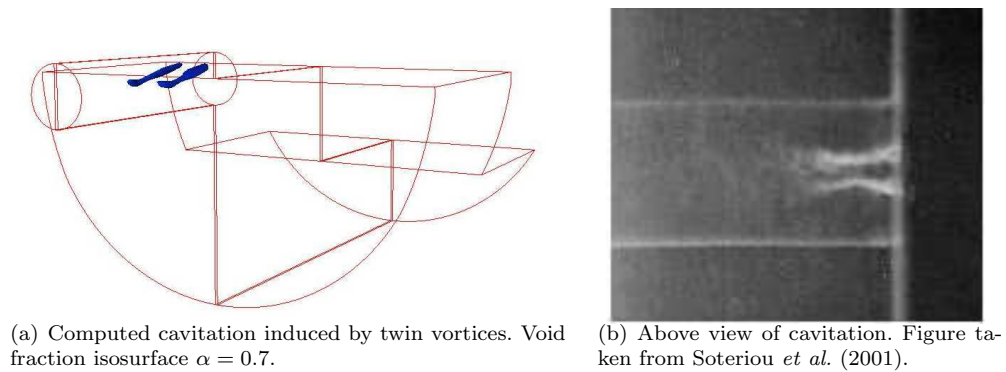 (a) Computed cavitation induced by twin vortices. Void
fraction isosurface α = 0.7.
(b) Above view of cavitation. Figure ta-
ken from Soteriou et al. (2001).